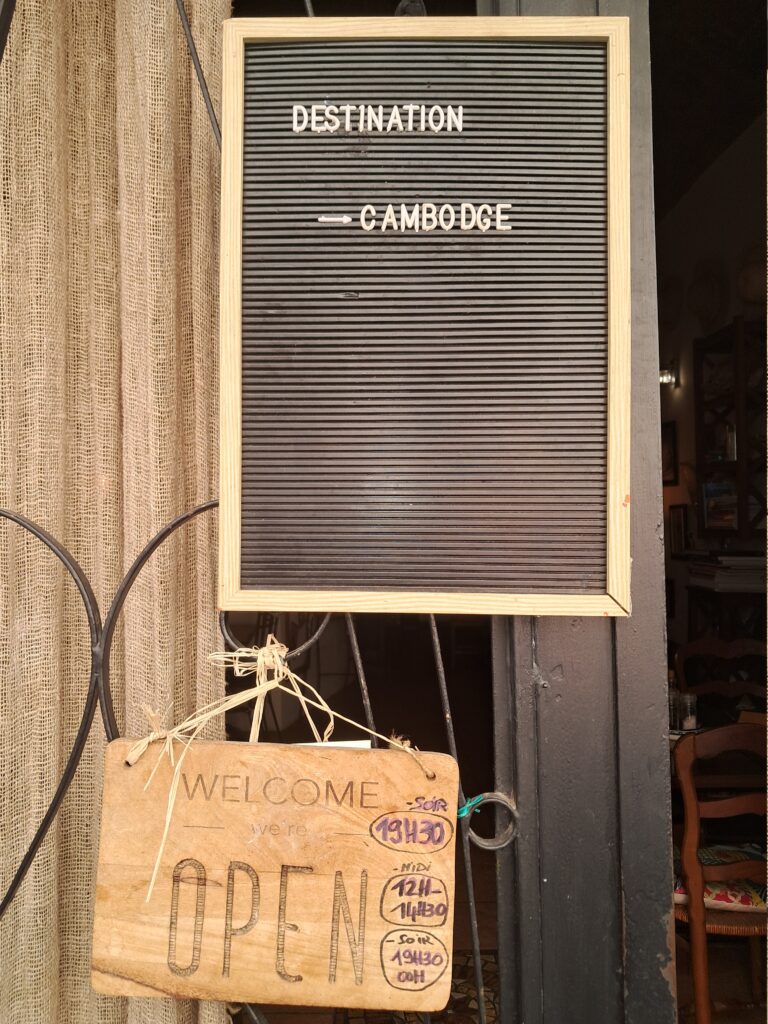 DESTINATION
→ CAMBODGE
WELCOME
we're
OPEN
-SOIR
19H30
-MIDI
12H-
14H30
-SOIR
19H30
00H